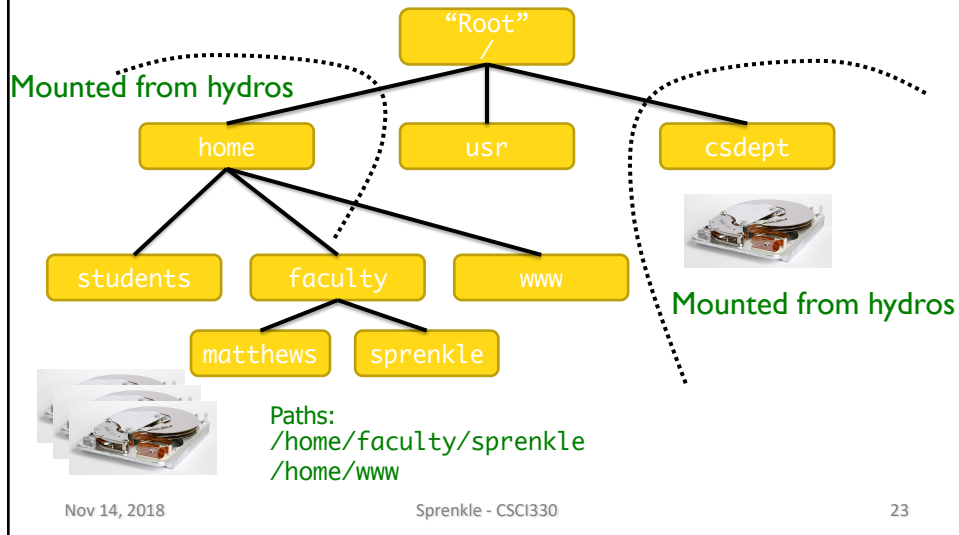 “Root”
/
Mounted from hydros
home
usr
csdept
students
faculty
www
Mounted from hydros
matthews
sprenkle
Paths:
/home/faculty/sprenkle
/home/www
Nov 14, 2018
Sprenkle - CSCI330
23